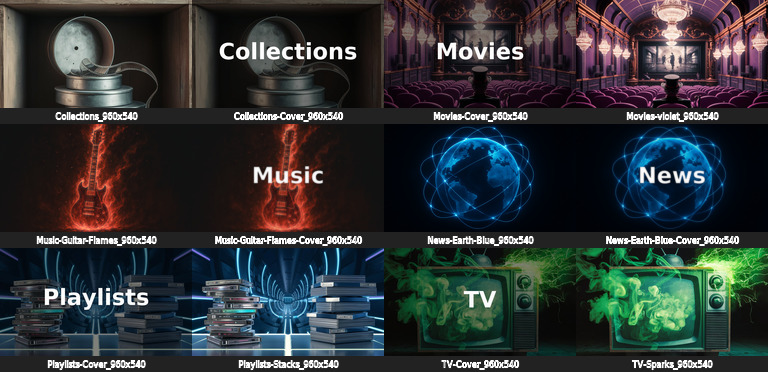 Collections
Movies
Collections_960x540
Collections-Cover_960x540
Movies-Cover_960x540
Movies-violet_960x540
Music
News
Music-Guitar-Flames_960x540
Music-Guitar-Flames-Cover_960x540
News-Earth-Blue_960x540
News-Earth-Blue-Cover_960x540
Playlists
TV
Playlists-Cover_960x540
Playlists-Stacks_960x540
TV-Cover_960x540
TV-Sparks_960x540